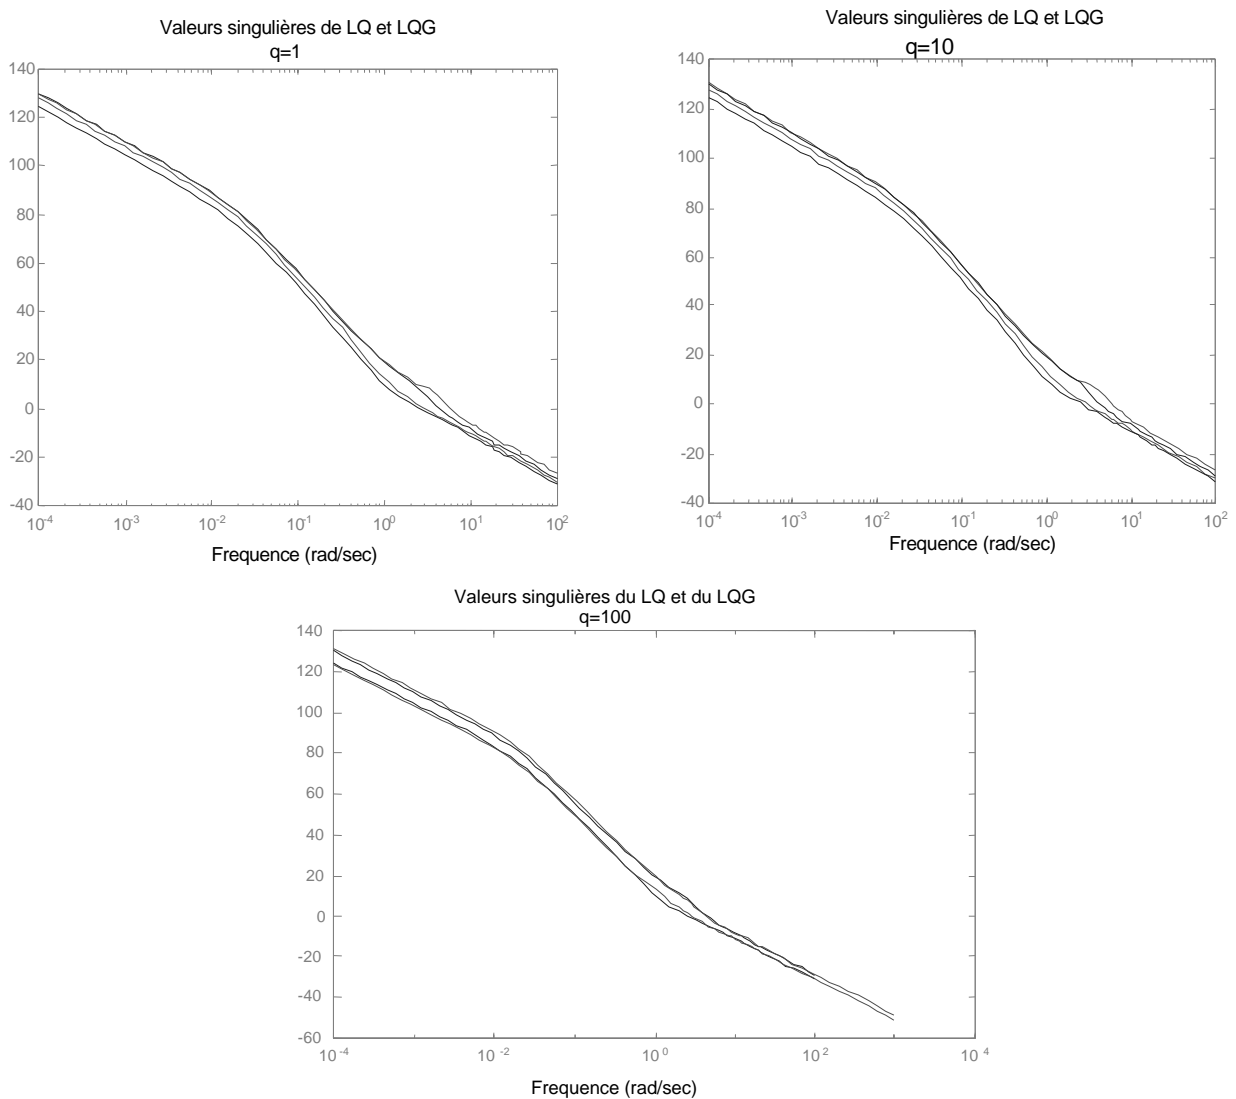 Valeurs singulières de LQ et LQG
q=1
140
120
100
80
60
40
20
0
-20
-40
10-4 10-3 10-2 10-1 100 101 102
Frequence (rad/sec)
Valeurs singulières de LQ et LQG
q=10
140
120
100
80
60
40
20
0
-20
-40
10-4 10-3 10-2 10-1 100 101 102
Frequence (rad/sec)
Valeurs singulières du LQ et du LQG
q=100
140
120
100
80
60
40
20
0
-20
-40
-60
10-4 10-2 100 102 104
Frequence (rad/sec)